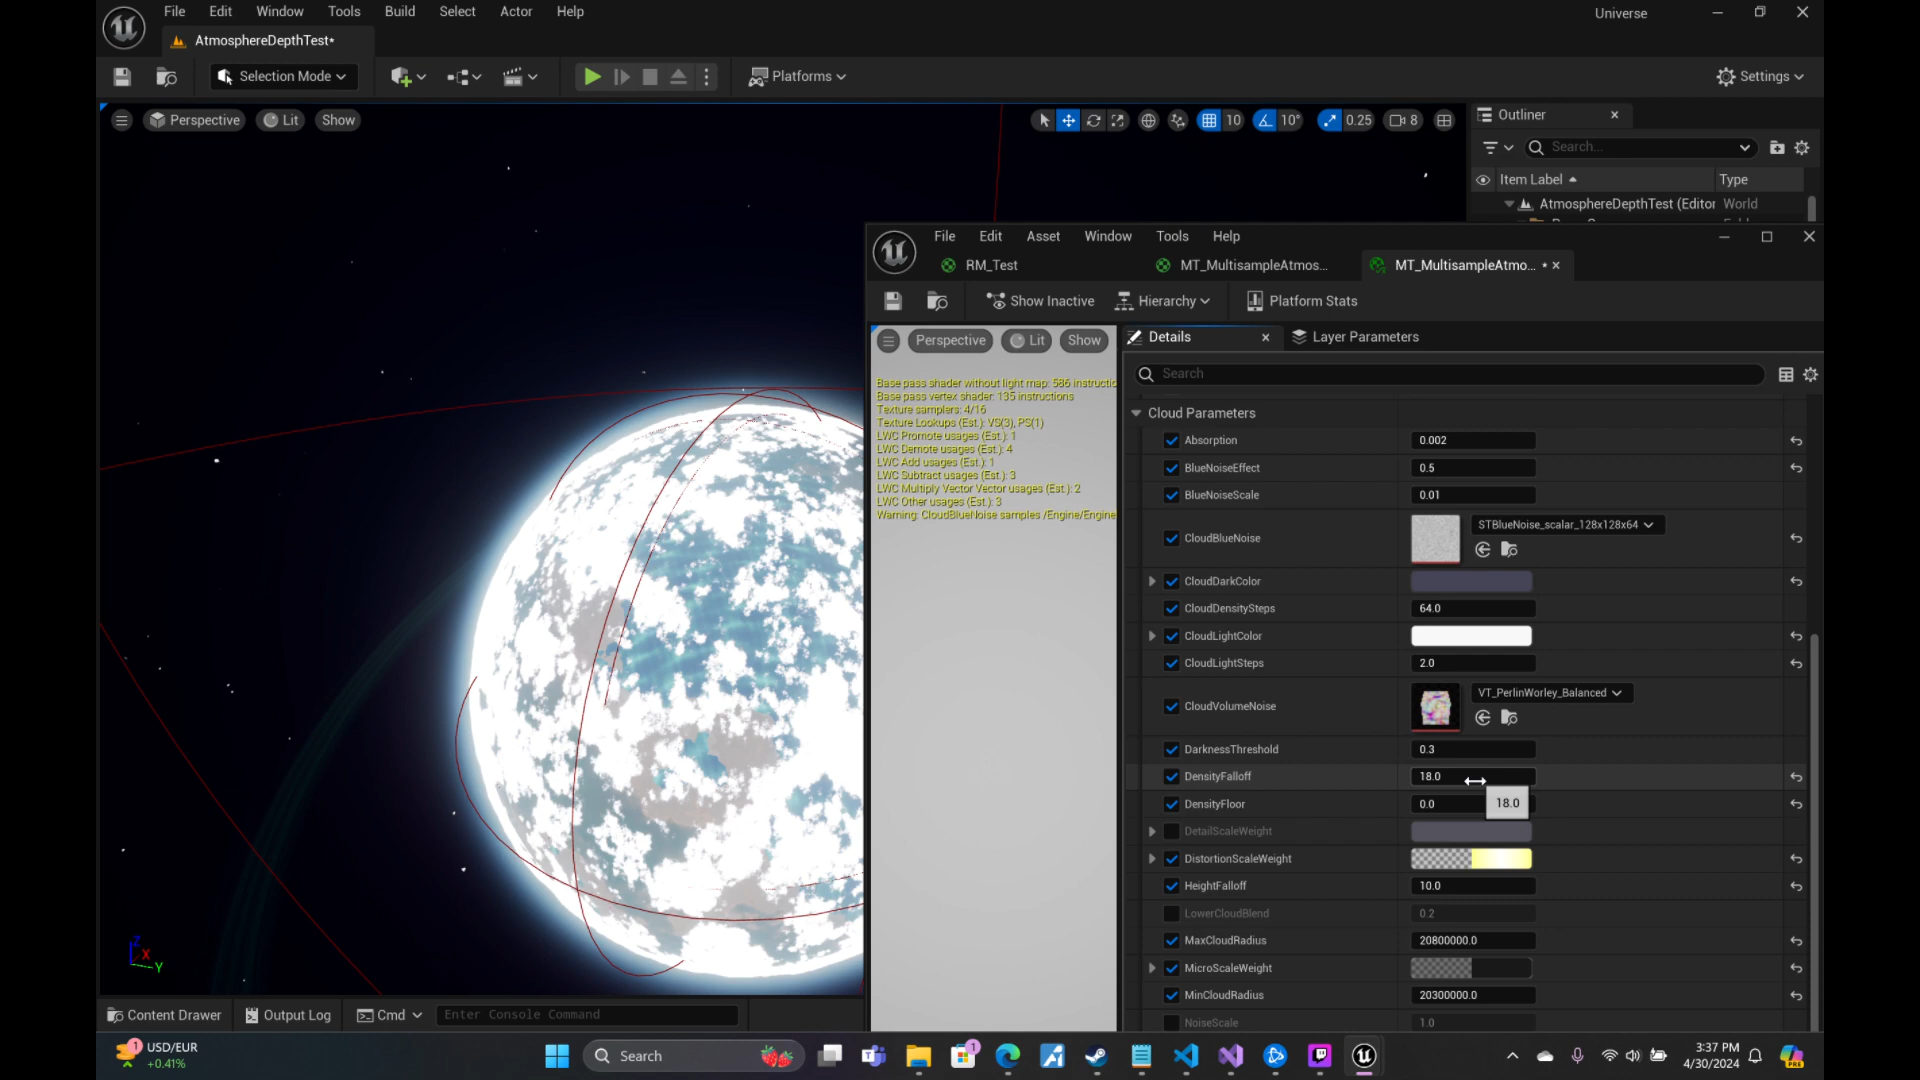 File Edit Window Tools Build Select Actor Help
Universe
AtmosphereDepthTest*
Selection Mode
Platforms
Settings
Perspective Lit Show
10 10° 0.25 8
Outliner
Search...
Item Label Type
AtmosphereDepthTest (Editor World
File Edit Asset Window Tools Help
RM_Test MT_MultisampleAtmos... MT_MultisampleAtmo... *
Show Inactive Hierarchy Platform Stats
Perspective Lit Show
Details Layer Parameters
Search
Base pass shader without light map: 586 instructio
Base pass vertex shader: 135 instructions
Texture samplers: 4/16
Texture Lookups (Est.): VS(3), PS(1)
LWC Promote usages (Est.): 1
LWC Demote usages (Est.): 4
LWC Add usages (Est.): 1
LWC Subtract usages (Est.): 3
LWC Multiply Vector Vector usages (Est.): 2
LWC Other usages (Est.): 3
Warning: CloudBlueNoise samples /Engine/Engine
Cloud Parameters
Absorption 0.002
BlueNoiseEffect 0.5
BlueNoiseScale 0.01
CloudBlueNoise STBlueNoise_scalar_128x128x64
CloudDarkColor
CloudDensitySteps 64.0
CloudLightColor
CloudLightSteps 2.0
CloudVolumeNoise VT_PerlinWorley_Balanced
DarknessThreshold 0.3
DensityFalloff 18.0
DensityFloor 0.0
18.0
DetailScaleWeight
DistortionScaleWeight
HeightFalloff 10.0
LowerCloudBlend 0.2
MaxCloudRadius 20800000.0
MicroScaleWeight
MinCloudRadius 20300000.0
NoiseScale 1.0
Z X Y
Content Drawer Output Log Cmd Enter Console Command
1 USD/EUR
+0.41%
Search
1
3:37 PM
4/30/2024
PRE